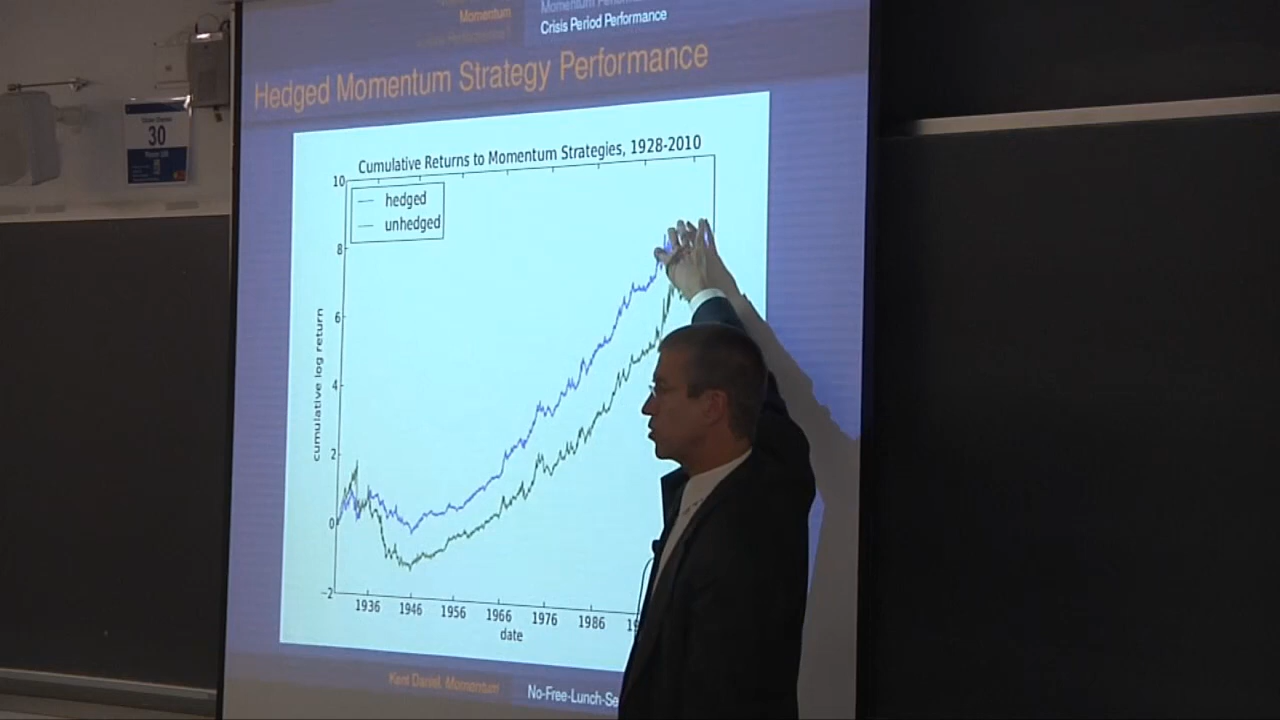 Momentum
Crisis Period Performance
Hedged Momentum Strategy Performance
Cumulative Returns to Momentum Strategies, 1928-2010
hedged
unhedged
10
8
6
4
2
0
−2
cumulative log return
1936 1946 1956 1966 1976 1986
date
Kent Daniel, Momentum
No-Free-Lunch-Se
30